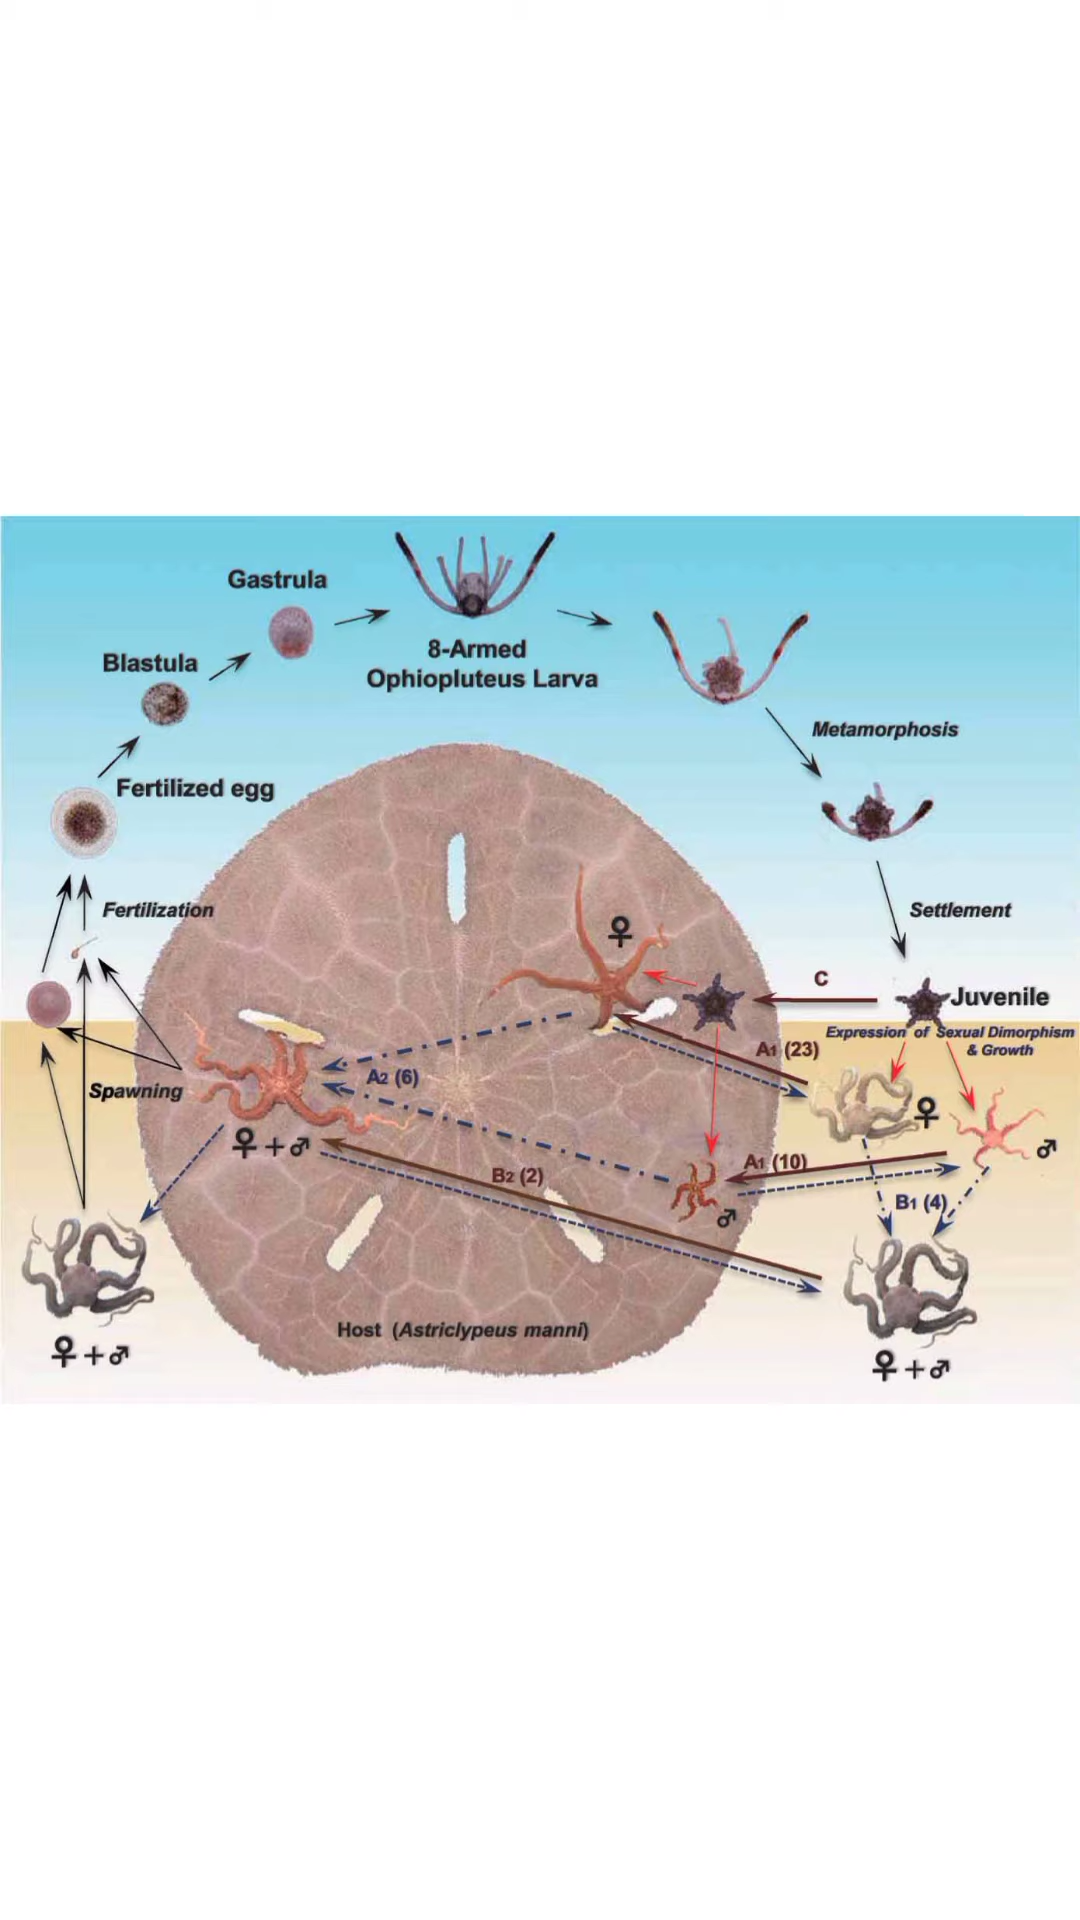 Gastrula
8-Armed
Ophiopluteus Larva
Blastula
Metamorphosis
Fertilized egg
Fertilization
♀
Settlement
C
Juvenile
Expression of Sexual Dimorphism
& Growth
A1 (23)
A2 (6)
Spawning
♀
♀+♂
♂
A1 (10)
B2 (2)
B1 (4)
♂
Host (Astriclypeus manni)
♀+♂
♀+♂